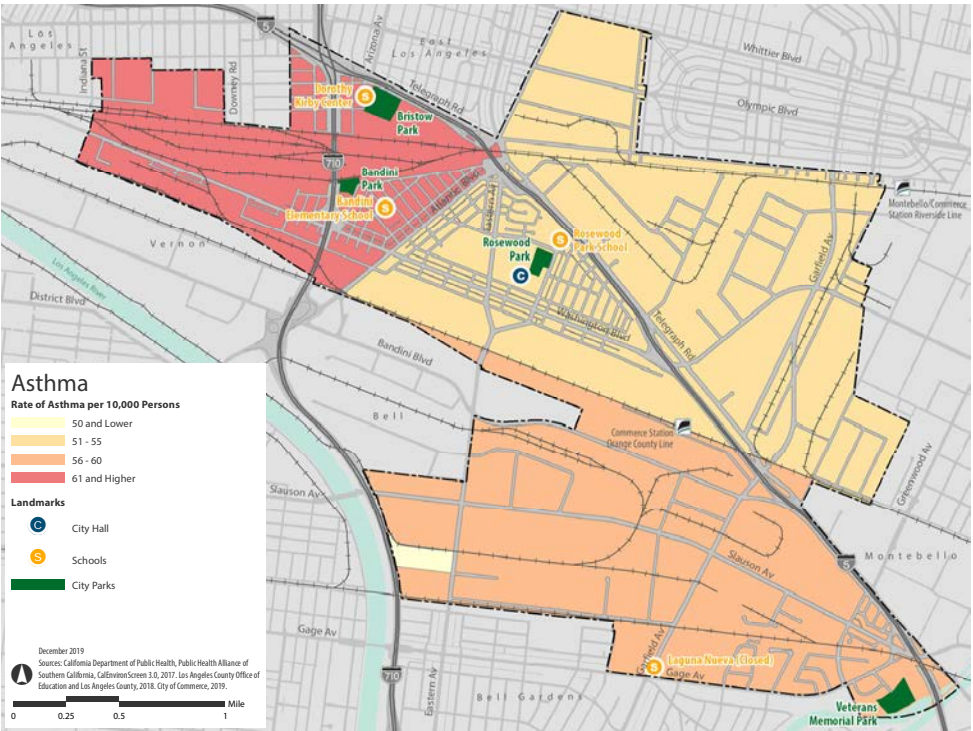 Los
Angeles
Indiana St
Downey Rd
5
Arizona Av
East
Los Angeles
Whittier Blvd
Olympic Blvd
Telegraph Rd
Dorothy
Kirby Center
S
Bristow
Park
710
Bandini
Park
Bandini
Elementary School
S
Atlantic Blvd
Eastern Av
Rosewood
Park
S
Rosewood
Park School
C
Montebello/Commerce
Station Riverside Line
Garfield Av
Vernon
Los Angeles River
District Blvd
Washington Blvd
Telegraph Rd
Bandini Blvd
Bell
Commerce Station
Orange County Line
Greenwood Av
Slauson Av
Slauson Av
5
Montebello
Gage Av
Garfield Av
S
Laguna Nueva (Closed)
Gage Av
710
Eastern Av
Bell Gardens
Veterans
Memorial Park
Asthma
Rate of Asthma per 10,000 Persons
50 and Lower
51 - 55
56 - 60
61 and Higher
Landmarks
C City Hall
S Schools
City Parks
December 2019
Sources: California Department of Public Health, Public Health Alliance of
Southern California, CalEnvironScreen 3.0, 2017. Los Angeles County Office of
Education and Los Angeles County, 2018. City of Commerce, 2019.
Mile
0 0.25 0.5 1